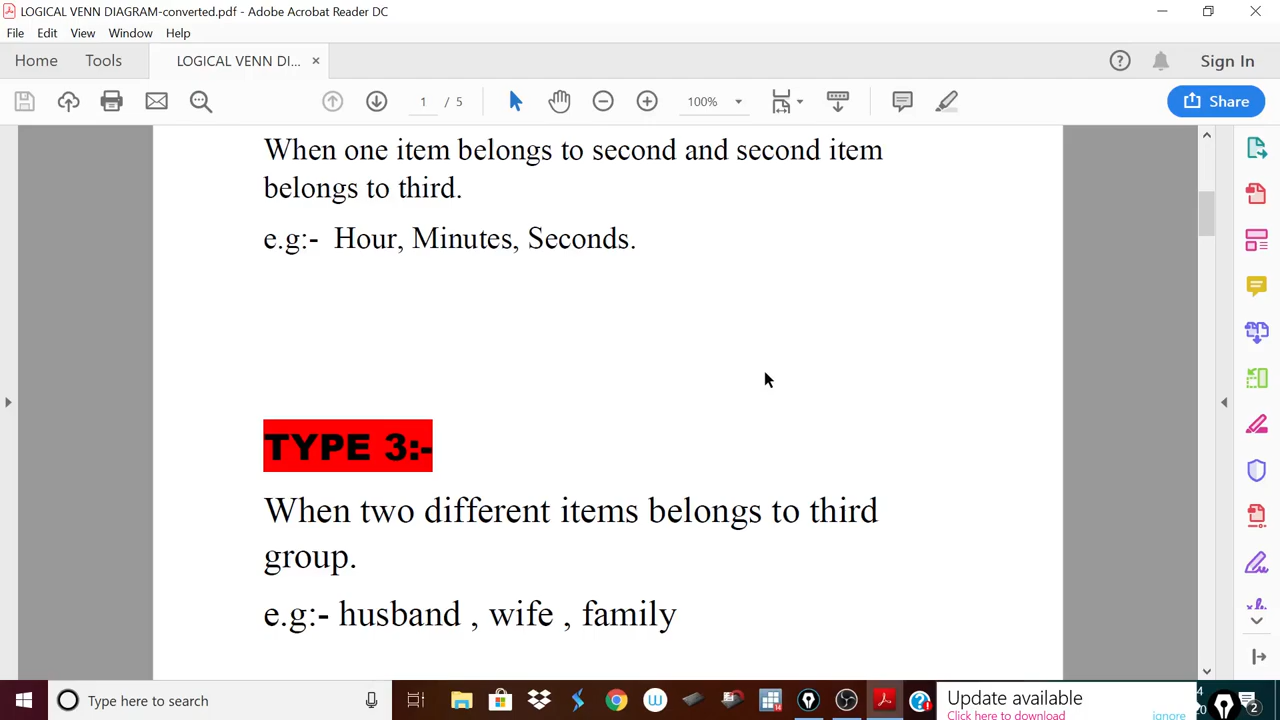 LOGICAL VENN DIAGRAM-converted.pdf - Adobe Acrobat Reader DC
File Edit View Window Help
Home Tools LOGICAL VENN DI... × Sign In
1 / 5 100% Share
When one item belongs to second and second item
belongs to third.
e.g:- Hour, Minutes, Seconds.
TYPE 3:-
When two different items belongs to third
group.
e.g:- husband , wife , family
Type here to search
Update available
Click here to download ignore
2